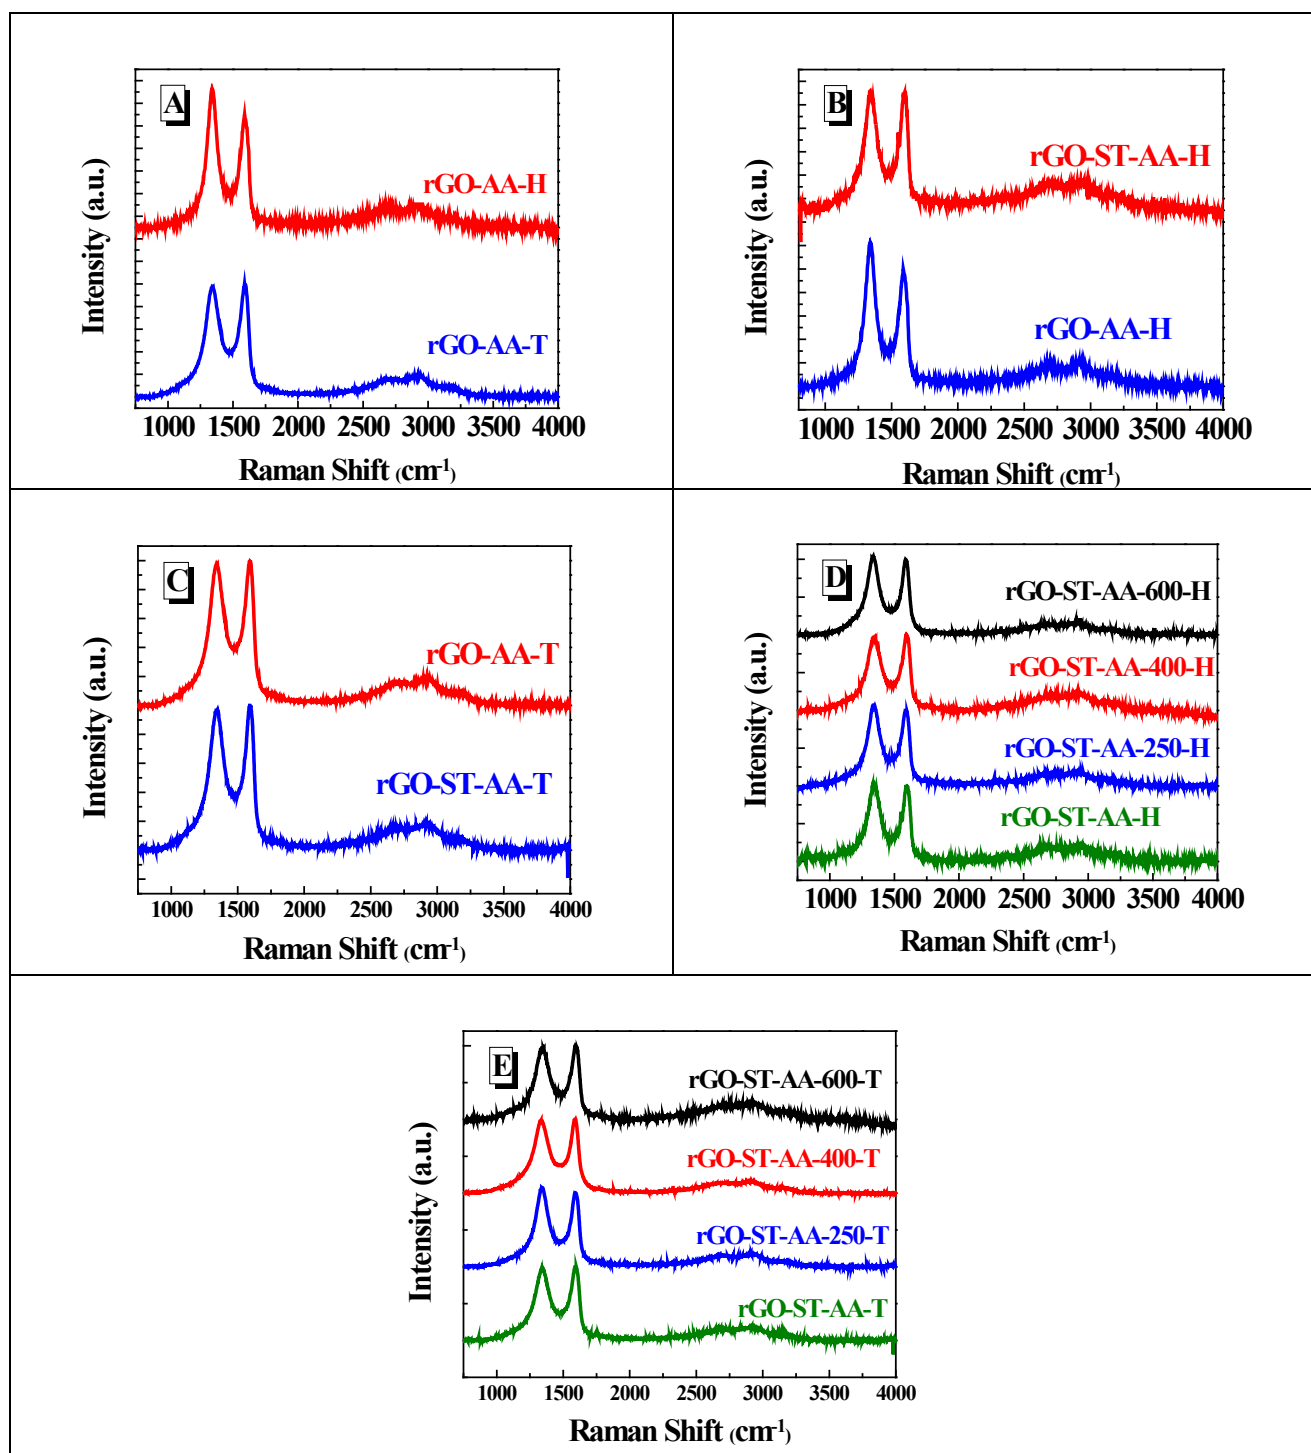 A
rGO-AA-H
rGO-AA-T
Intensity (a.u.)
1000 1500 2000 2500 3000 3500 4000
Raman Shift (cm-1)
B
rGO-ST-AA-H
rGO-AA-H
Intensity (a.u.)
1000 1500 2000 2500 3000 3500 4000
Raman Shift (cm-1)
C
rGO-AA-T
rGO-ST-AA-T
Intensity (a.u.)
1000 1500 2000 2500 3000 3500 4000
Raman Shift (cm-1)
D
rGO-ST-AA-600-H
rGO-ST-AA-400-H
rGO-ST-AA-250-H
rGO-ST-AA-H
Intensity (a.u.)
1000 1500 2000 2500 3000 3500 4000
Raman Shift (cm-1)
E
rGO-ST-AA-600-T
rGO-ST-AA-400-T
rGO-ST-AA-250-T
rGO-ST-AA-T
Intensity (a.u.)
1000 1500 2000 2500 3000 3500 4000
Raman Shift (cm-1)